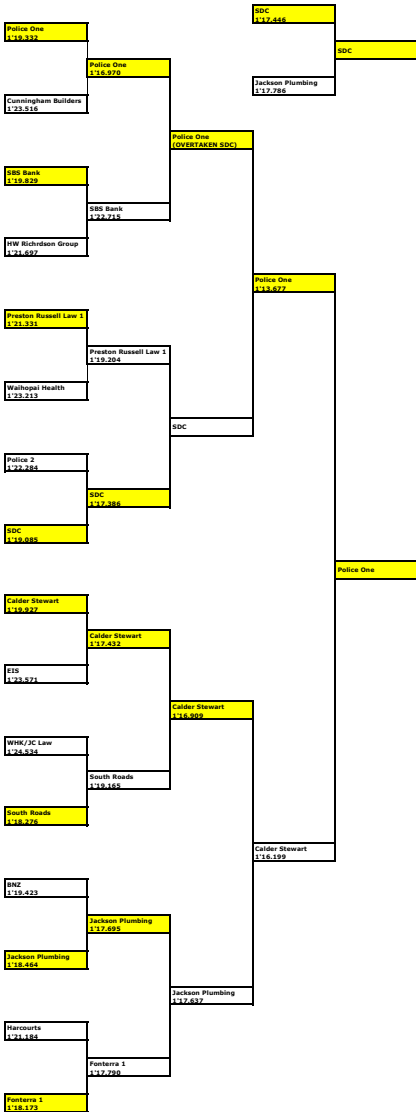 SDC
1'17.446
Police One
1'19.332
SDC
Police One
1'16.970
Jackson Plumbing
1'17.786
Cunningham Builders
1'23.516
Police One
(OVERTAKEN SDC)
SBS Bank
1'19.829
SBS Bank
1'22.715
HW Richrdson Group
1'21.697
Police One
1'13.677
Preston Russell Law 1
1'21.331
Preston Russell Law 1
1'19.204
Waihopai Health
1'23.213
SDC
Police 2
1'22.284
SDC
1'17.386
SDC
1'19.085
Police One
Calder Stewart
1'19.927
Calder Stewart
1'17.432
EIS
1'23.571
Calder Stewart
1'16.909
WHK/JC Law
1'24.534
South Roads
1'19.165
South Roads
1'18.276
Calder Stewart
1'16.199
BNZ
1'19.423
Jackson Plumbing
1'17.695
Jackson Plumbing
1'18.464
Jackson Plumbing
1'17.637
Harcourts
1'21.184
Fonterra 1
1'17.790
Fonterra 1
1'18.173